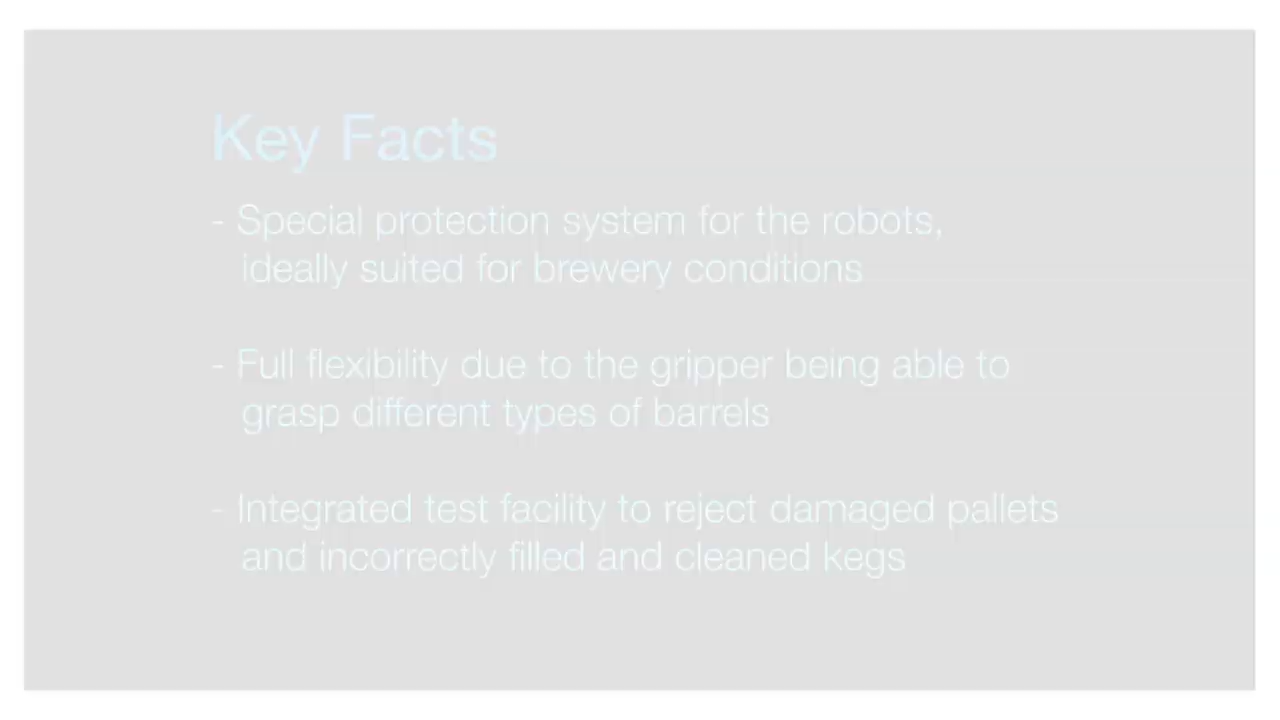 Key Facts
- Special protection system for the robots,
ideally suited for brewery conditions
- Full flexibility due to the gripper being able to
grasp different types of barrels
- Integrated test facility to reject damaged pallets
and incorrectly filled and cleaned kegs